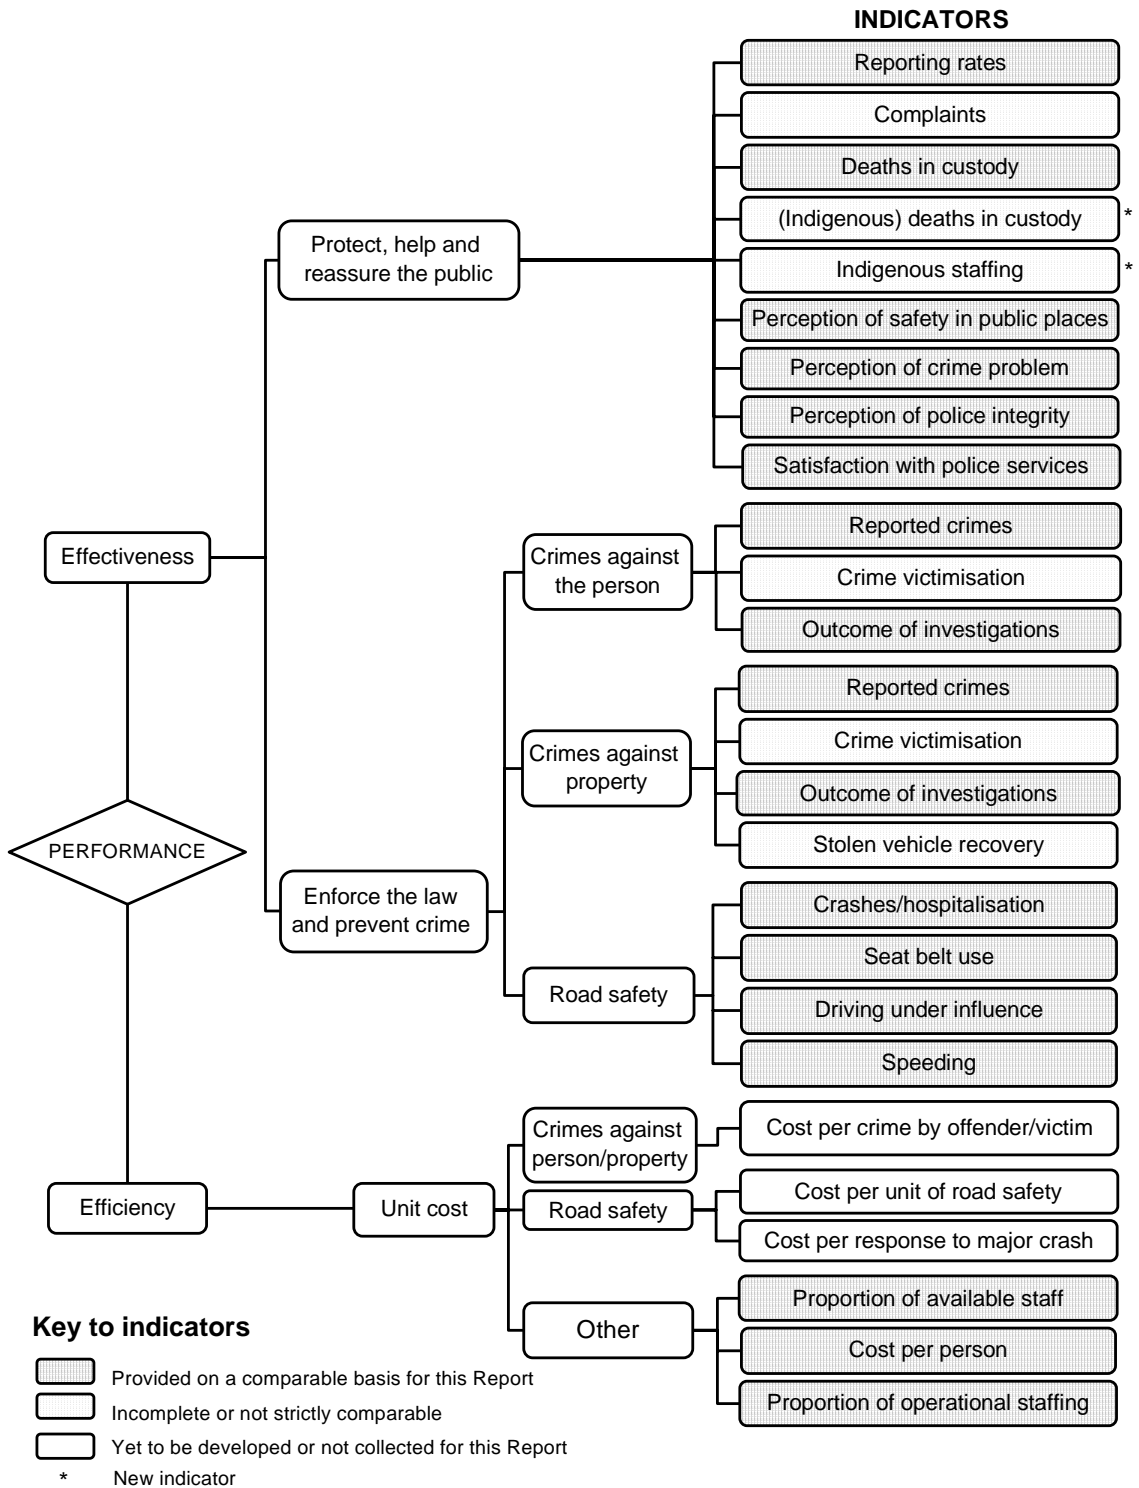 INDICATORS
Reporting rates
Complaints
Deaths in custody
(Indigenous) deaths in custody *
Indigenous staffing *
Perception of safety in public places
Perception of crime problem
Perception of police integrity
Satisfaction with police services
Protect, help and
reassure the public
Effectiveness
Crimes against
the person
Reported crimes
Crime victimisation
Outcome of investigations
Crimes against
property
Reported crimes
Crime victimisation
Outcome of investigations
Stolen vehicle recovery
PERFORMANCE
Enforce the law
and prevent crime
Road safety
Crashes/hospitalisation
Seat belt use
Driving under influence
Speeding
Efficiency
Unit cost
Crimes against
person/property
Cost per crime by offender/victim
Road safety
Cost per unit of road safety
Cost per response to major crash
Other
Proportion of available staff
Cost per person
Proportion of operational staffing
Key to indicators
Provided on a comparable basis for this Report
Incomplete or not strictly comparable
Yet to be developed or not collected for this Report
* New indicator